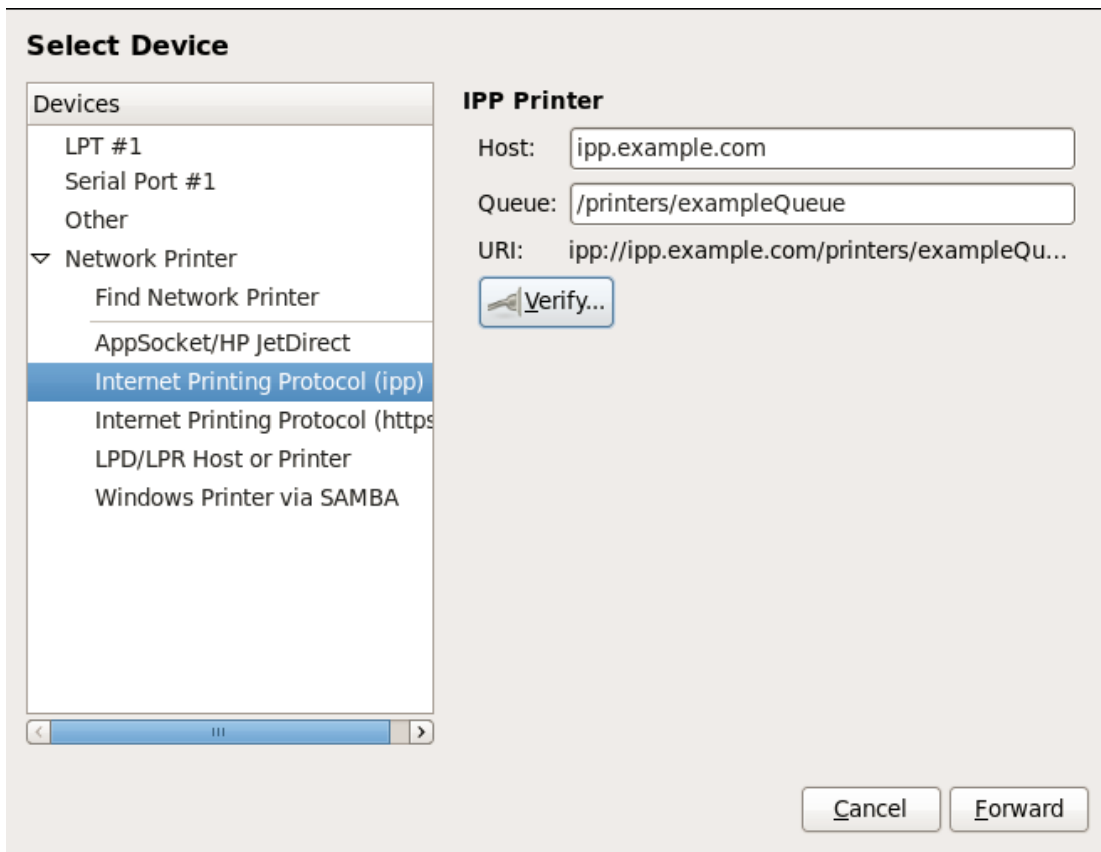 Select Device
Devices
LPT #1
Serial Port #1
Other
Network Printer
Find Network Printer
AppSocket/HP JetDirect
Internet Printing Protocol (ipp)
Internet Printing Protocol (https
LPD/LPR Host or Printer
Windows Printer via SAMBA
IPP Printer
Host: ipp.example.com
Queue: /printers/exampleQueue
URI: ipp://ipp.example.com/printers/exampleQu...
Verify...
Cancel Forward